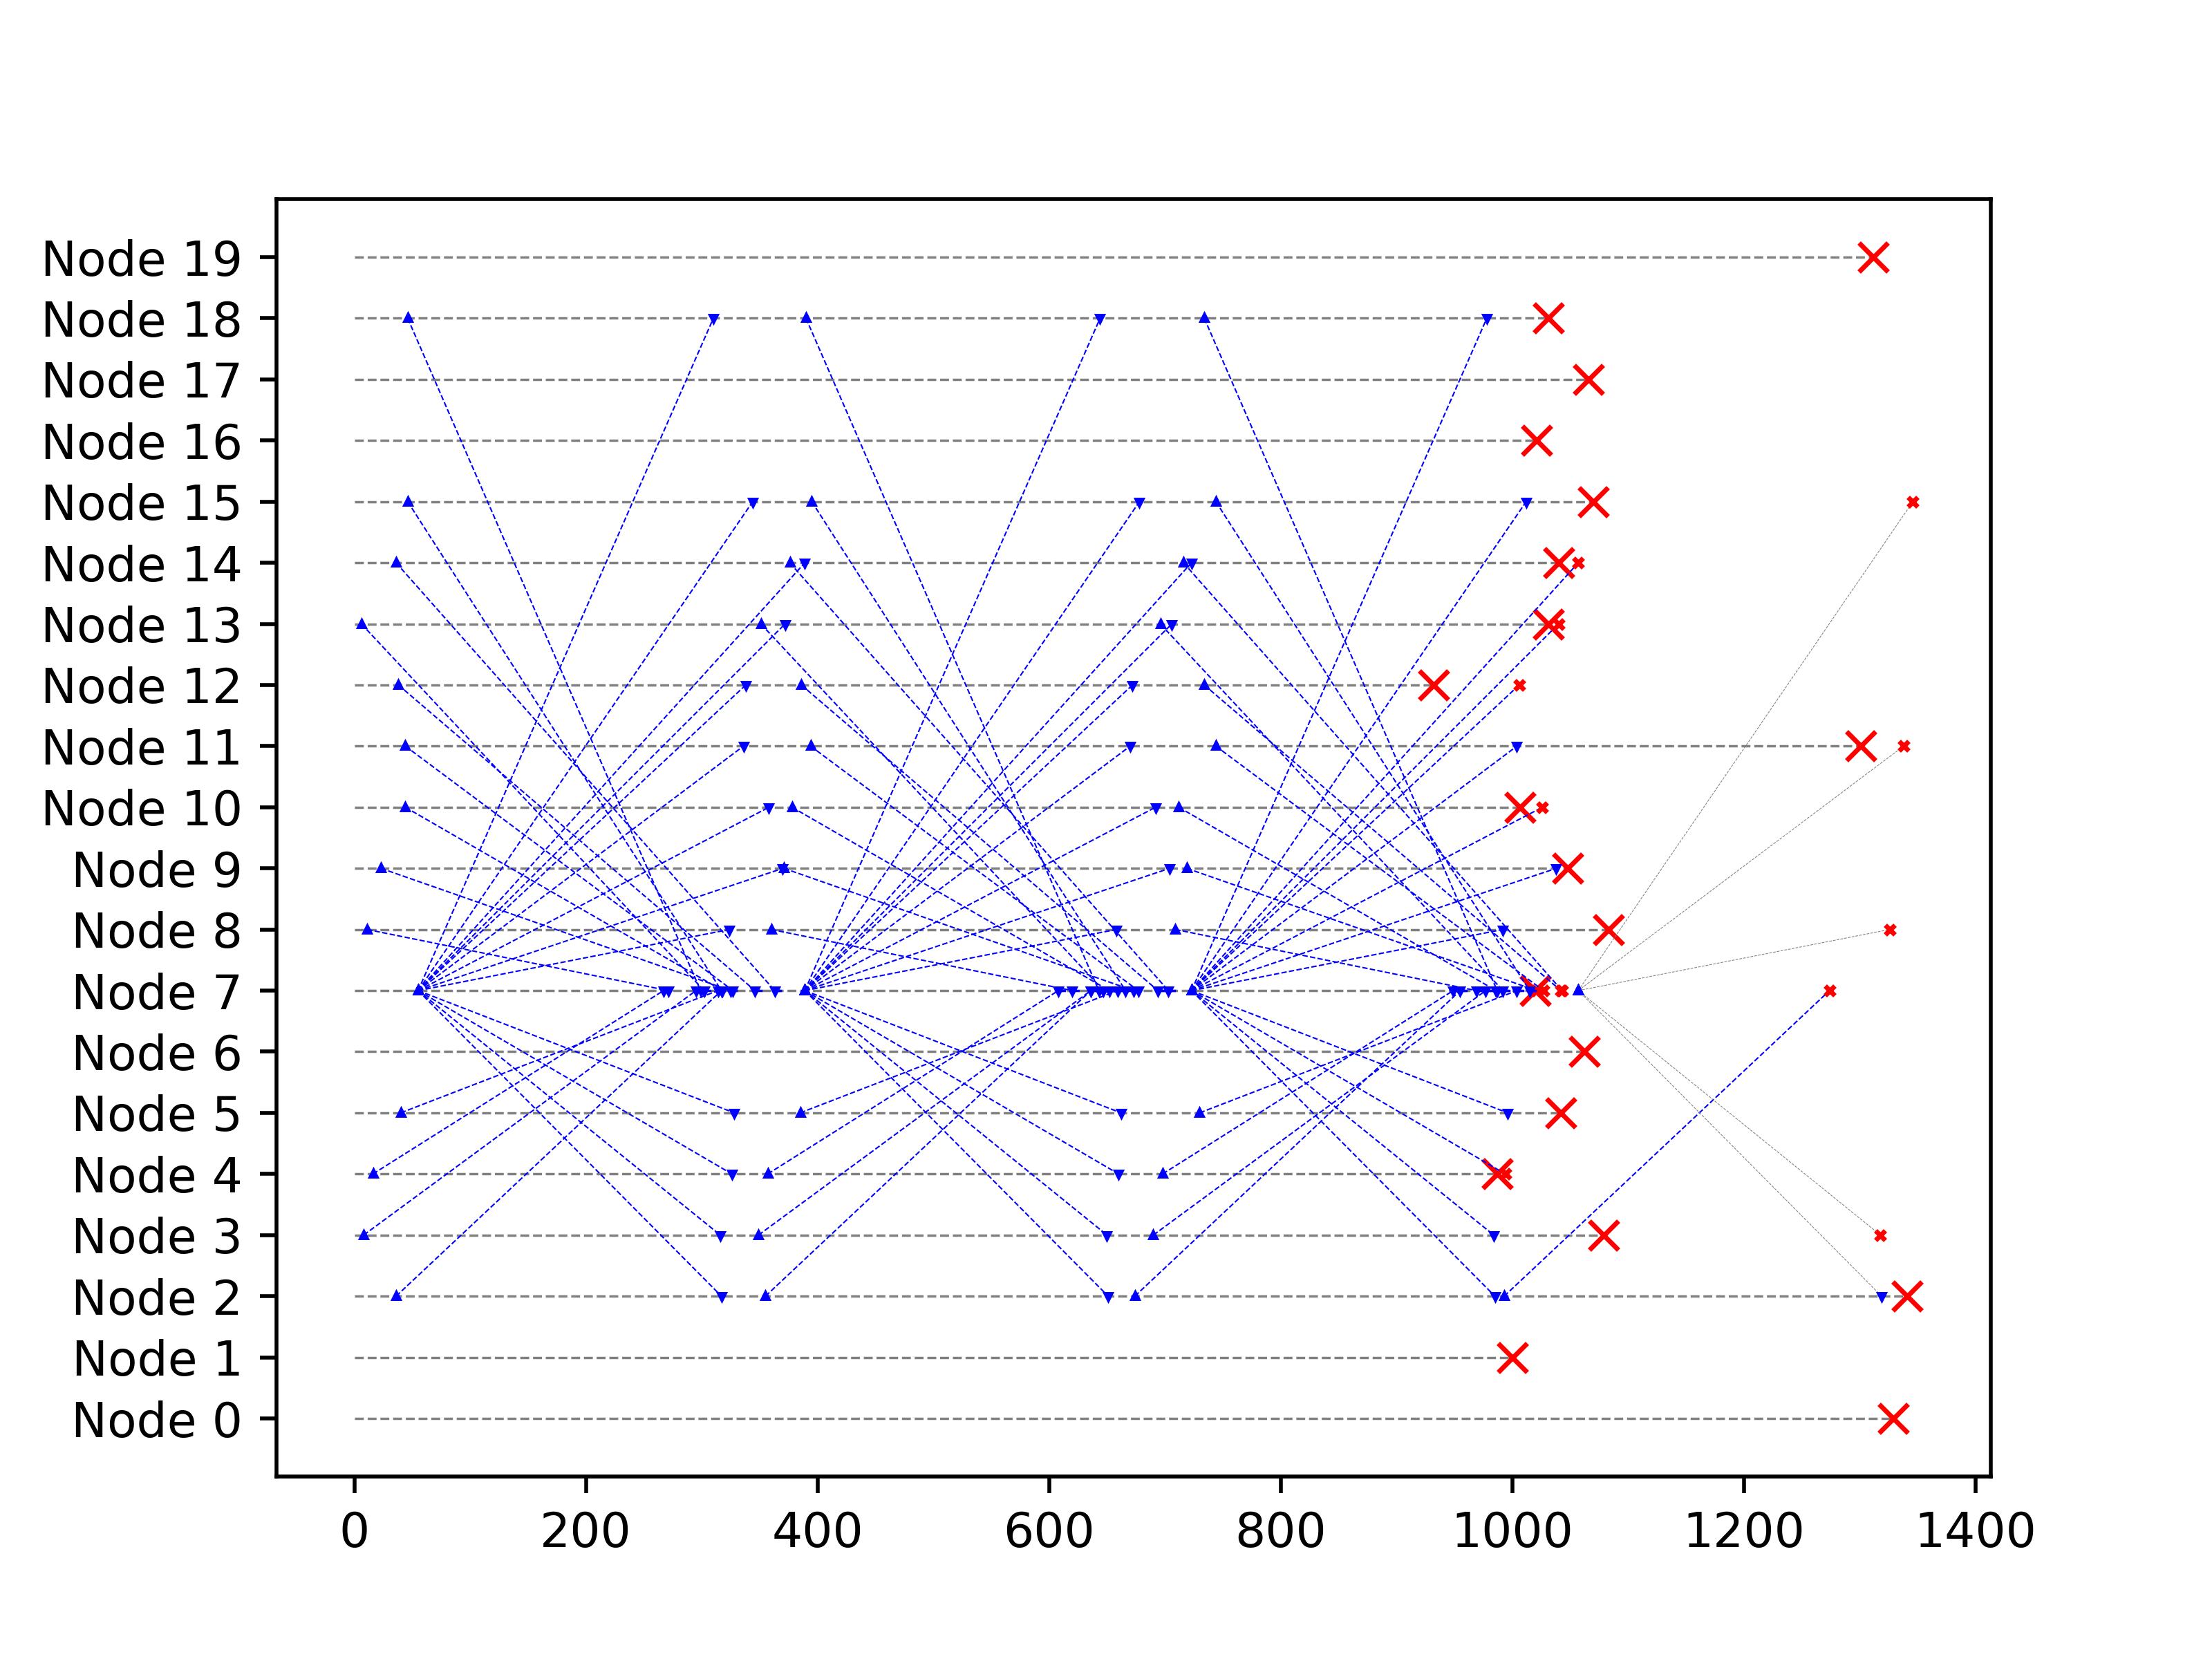 Node 19
Node 18
Node 17
Node 16
Node 15
Node 14
Node 13
Node 12
Node 11
Node 10
Node 9
Node 8
Node 7
Node 6
Node 5
Node 4
Node 3
Node 2
Node 1
Node 0
0 200 400 600 800 1000 1200 1400